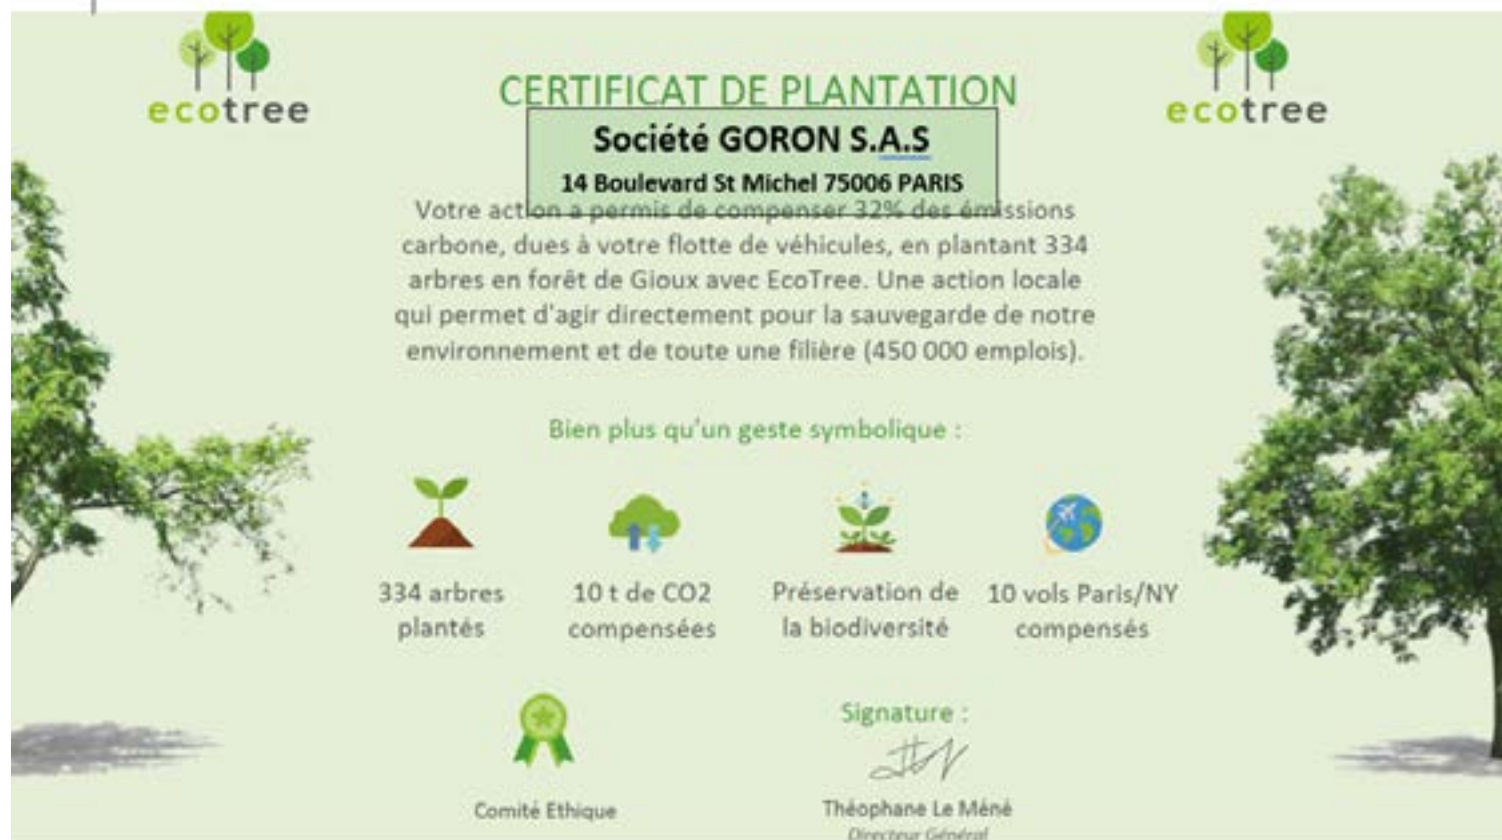 ecotree
ecotree
CERTIFICAT DE PLANTATION
Société GORON S.A.S
14 Boulevard St Michel 75006 PARIS
Votre action a permis de compenser 32% des émissions
carbone, dues à votre flotte de véhicules, en plantant 334
arbres en forêt de Gioux avec EcoTree. Une action locale
qui permet d'agir directement pour la sauvegarde de notre
environnement et de toute une filière (450 000 emplois).
Bien plus qu'un geste symbolique :
334 arbres
plantés
10 t de CO2
compensées
Préservation de
la biodiversité
10 vols Paris/NY
compensés
Comité Ethique
Signature :
Théophane Le Méné
Directeur Général